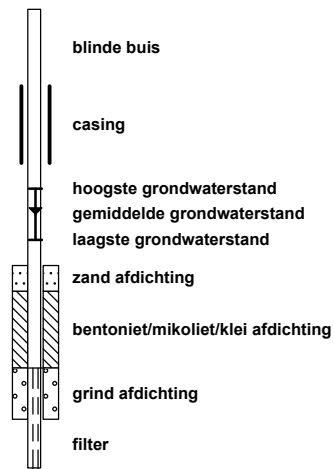 blinde buis
casing
hoogste grondwaterstand
gemiddelde grondwaterstand
laagste grondwaterstand
zand afdichting
bentoniet/mikoliet/klei afdichting
grind afdichting
filter